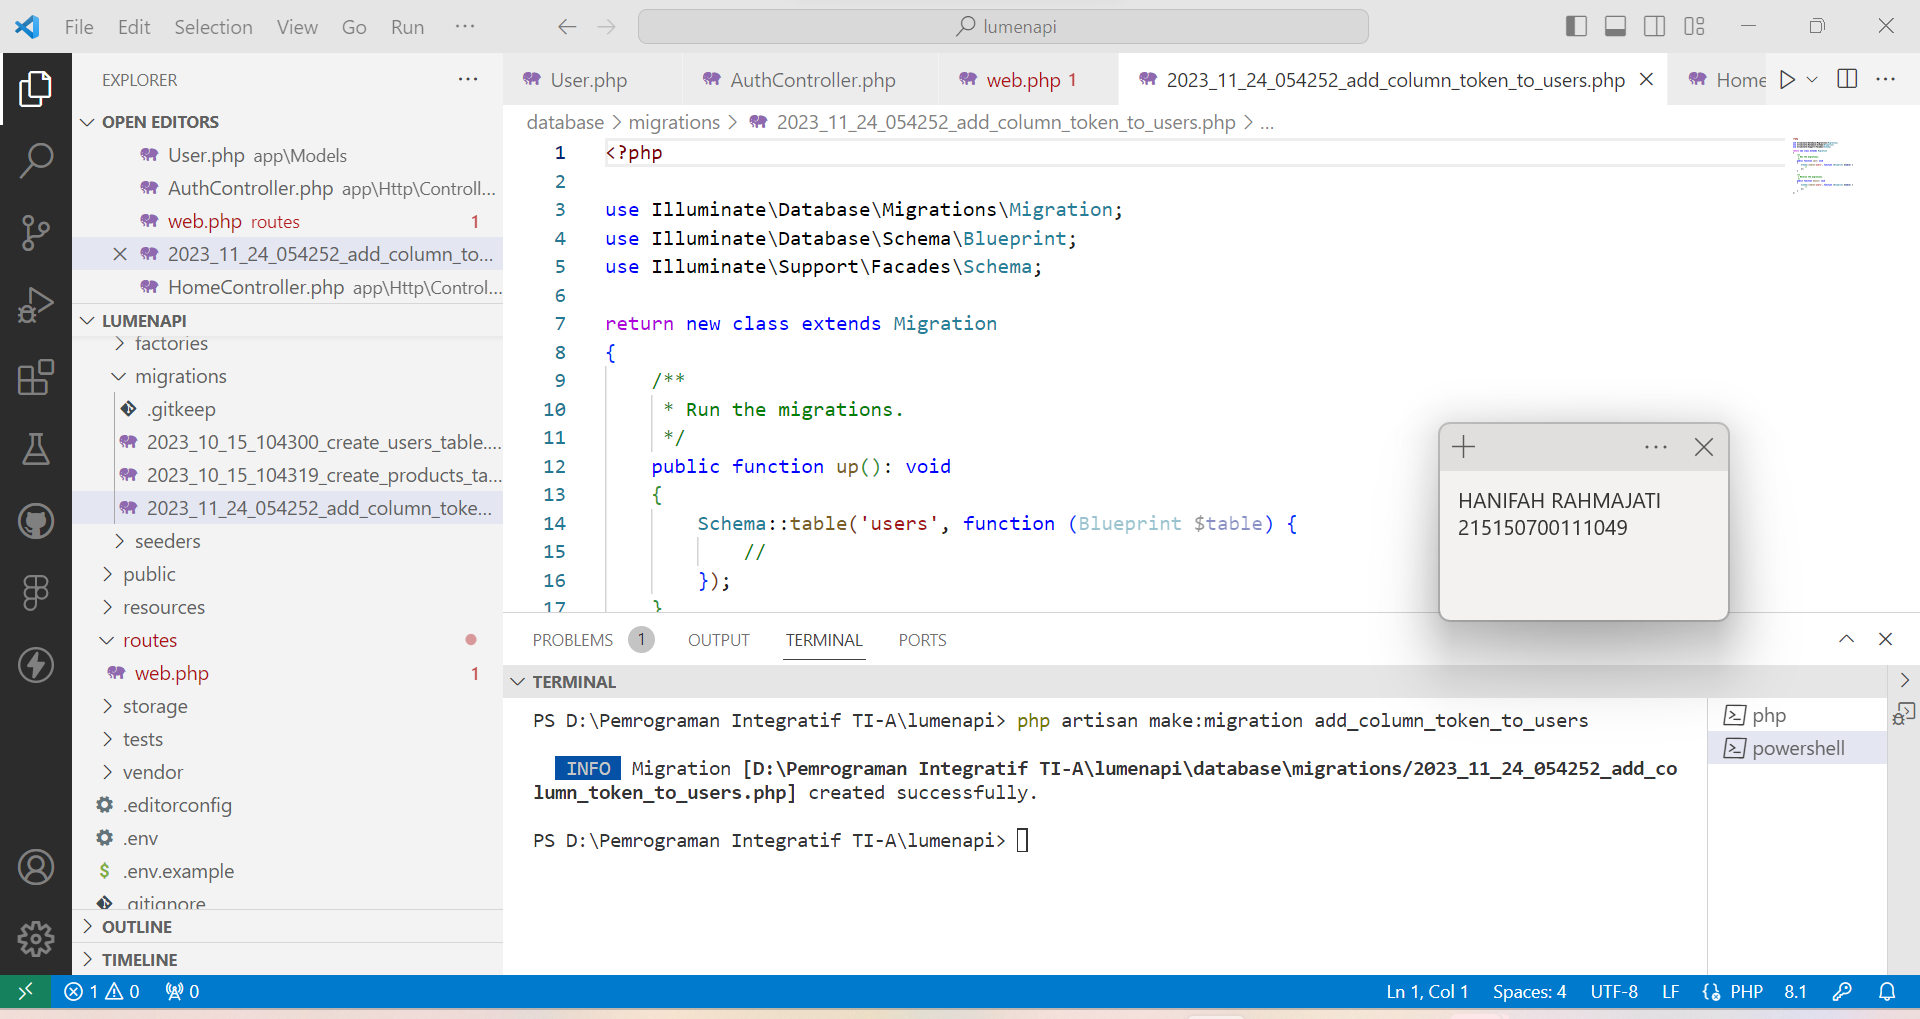 File Edit Selection View Go Run ...
lumenapi
EXPLORER
OPEN EDITORS
User.php app\Models
AuthController.php app\Http\Controll...
web.php routes 1
2023_11_24_054252_add_column_to...
HomeController.php app\Http\Control...
LUMENAPI
factories
migrations
.gitkeep
2023_10_15_104300_create_users_table....
2023_10_15_104319_create_products_ta...
2023_11_24_054252_add_column_toke...
seeders
public
resources
routes
web.php 1
storage
tests
vendor
.editorconfig
.env
.env.example
.gitignore
OUTLINE
TIMELINE
User.php AuthController.php web.php 1 2023_11_24_054252_add_column_token_to_users.php Home
database > migrations > 2023_11_24_054252_add_column_token_to_users.php > ...
1 <?php
2
3 use Illuminate\Database\Migrations\Migration;
4 use Illuminate\Database\Schema\Blueprint;
5 use Illuminate\Support\Facades\Schema;
6
7 return new class extends Migration
8 {
9 /**
10 * Run the migrations.
11 */
12 public function up(): void
13 {
14 Schema::table('users', function (Blueprint $table) {
15 //
16 });
17 }
HANIFAH RAHMAJATI
215150700111049
PROBLEMS 1 OUTPUT TERMINAL PORTS
TERMINAL
PS D:\Pemrograman Integratif TI-A\lumenapi> php artisan make:migration add_column_token_to_users
INFO Migration [D:\Pemrograman Integratif TI-A\lumenapi\database\migrations/2023_11_24_054252_add_co
lumn_token_to_users.php] created successfully.
PS D:\Pemrograman Integratif TI-A\lumenapi>
php
powershell
1 0 0 Ln 1, Col 1 Spaces: 4 UTF-8 LF PHP 8.1